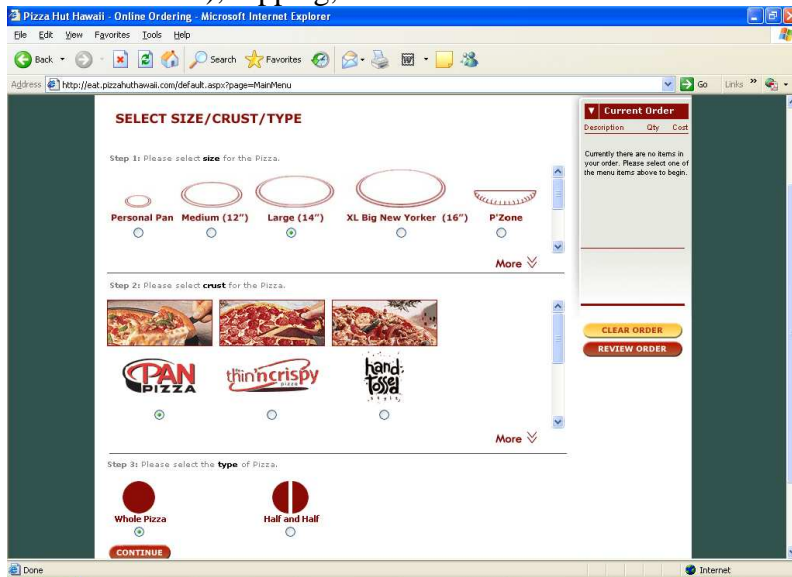 Pizza Hut Hawaii - Online Ordering - Microsoft Internet Explorer
File Edit View Favorites Tools Help
Back Search Favorites
Address http://eat.pizzahuthawaii.com/default.aspx?page=MainMenu Go Links »
SELECT SIZE/CRUST/TYPE
Step 1: Please select size for the Pizza.
Personal Pan Medium (12") Large (14") XL Big New Yorker (16") P'Zone
More
Step 2: Please select crust for the Pizza.
PAN PIZZA
thin'ncrispy pizza
hand-tossed style
More
Step 3: Please select the type of Pizza.
Whole Pizza Half and Half
CONTINUE
Current Order
Description Qty Cost
Currently there are no items in
your order. Please select one of
the menu items above to begin.
CLEAR ORDER
REVIEW ORDER
Done Internet